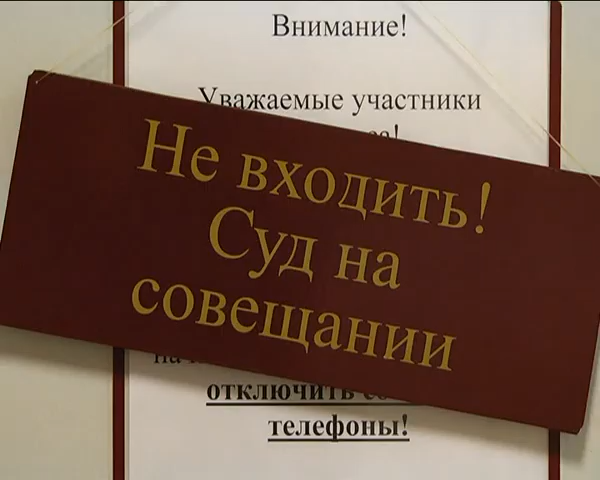 Внимание!
Уважаемые участники
Не входить!
Суд на
совещании
отключить
телефоны!